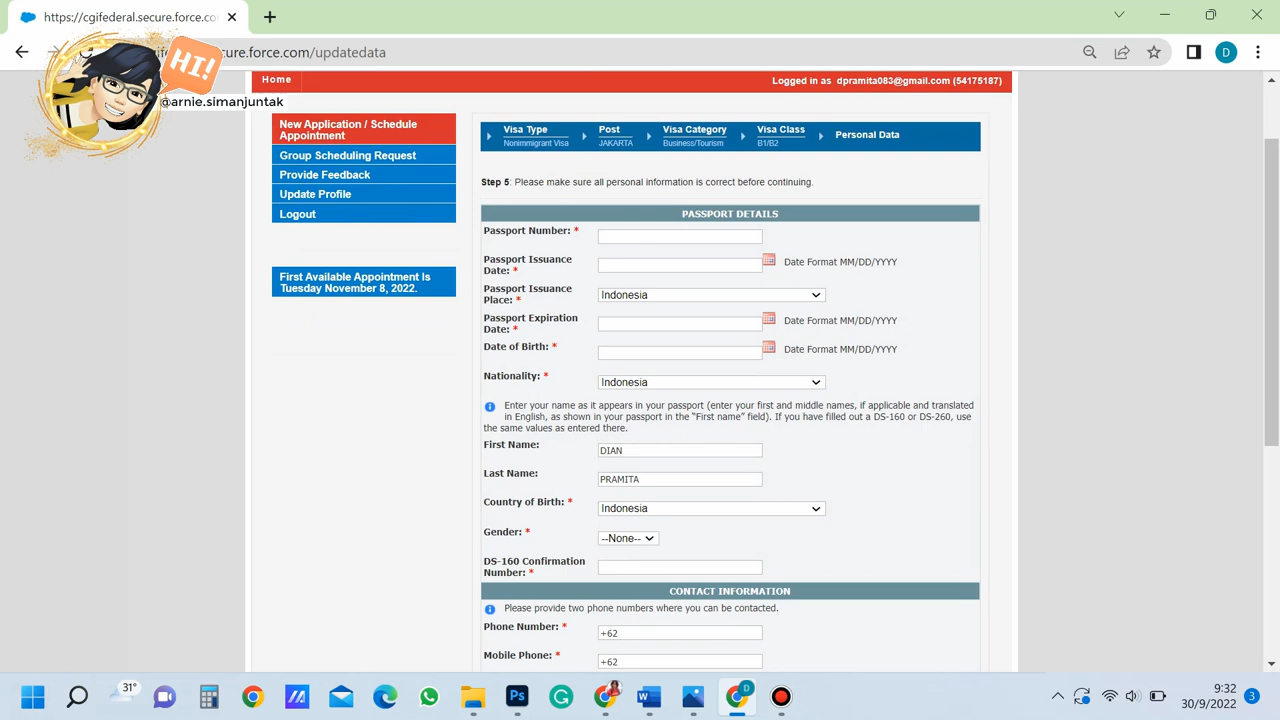 https://cgifederal.secure.force.co
secure.force.com/updatedata
D
HI!
@arnie.simanjuntak
Home
Logged in as dpramita083@gmail.com (54175187)
New Application / Schedule
Appointment
Group Scheduling Request
Provide Feedback
Update Profile
Logout
First Available Appointment Is
Tuesday November 8, 2022.
Visa Type
Nonimmigrant Visa
Post
JAKARTA
Visa Category
Business/Tourism
Visa Class
B1/B2
Personal Data
Step 5: Please make sure all personal information is correct before continuing.
PASSPORT DETAILS
Passport Number: *
Passport Issuance
Date: *
Date Format MM/DD/YYYY
Passport Issuance
Place: *
Indonesia
Passport Expiration
Date: *
Date Format MM/DD/YYYY
Date of Birth: *
Date Format MM/DD/YYYY
Nationality: *
Indonesia
Enter your name as it appears in your passport (enter your first and middle names, if applicable and translated
in English, as shown in your passport in the “First name” field). If you have filled out a DS-160 or DS-260, use
the same values as entered there.
First Name:
DIAN
Last Name:
PRAMITA
Country of Birth: *
Indonesia
Gender: *
--None--
DS-160 Confirmation
Number: *
CONTACT INFORMATION
Please provide two phone numbers where you can be contacted.
Phone Number: *
+62
Mobile Phone: *
+62
31°
Ps
W
D
9:32
30/9/2022
3